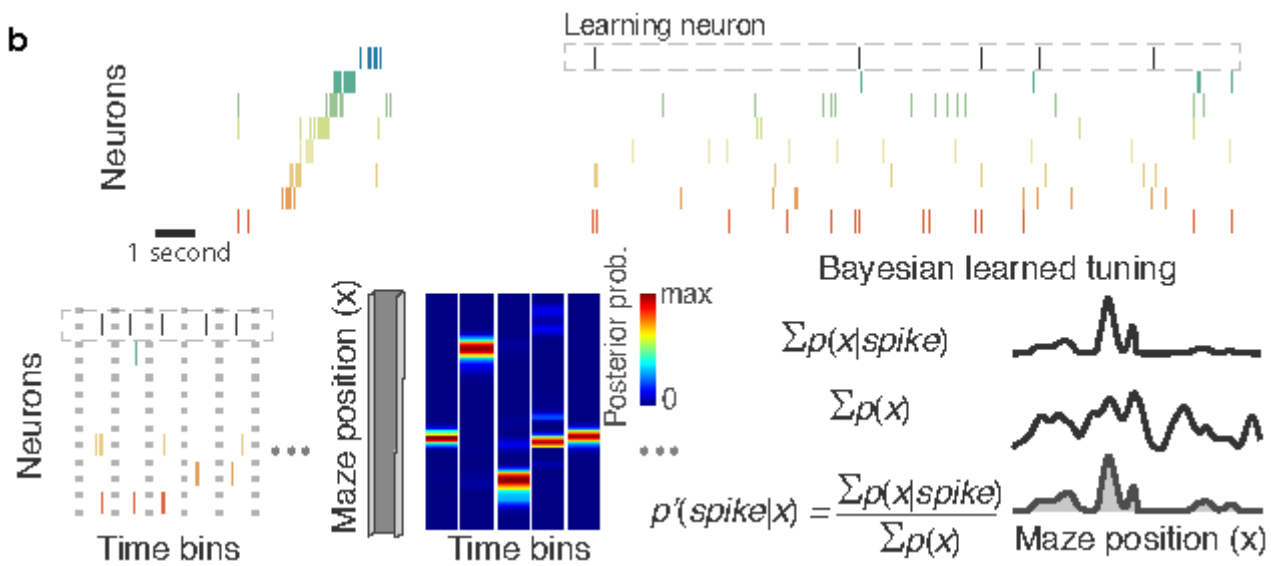 b
Learning neuron
Neurons
1 second
Bayesian learned tuning
Neurons
Time bins
Maze position (x)
Time bins
max
0
Posterior prob.
Σp(x|spike)
Σp(x)
p'(spike|x) = Σp(x|spike)
Σp(x)
Maze position (x)